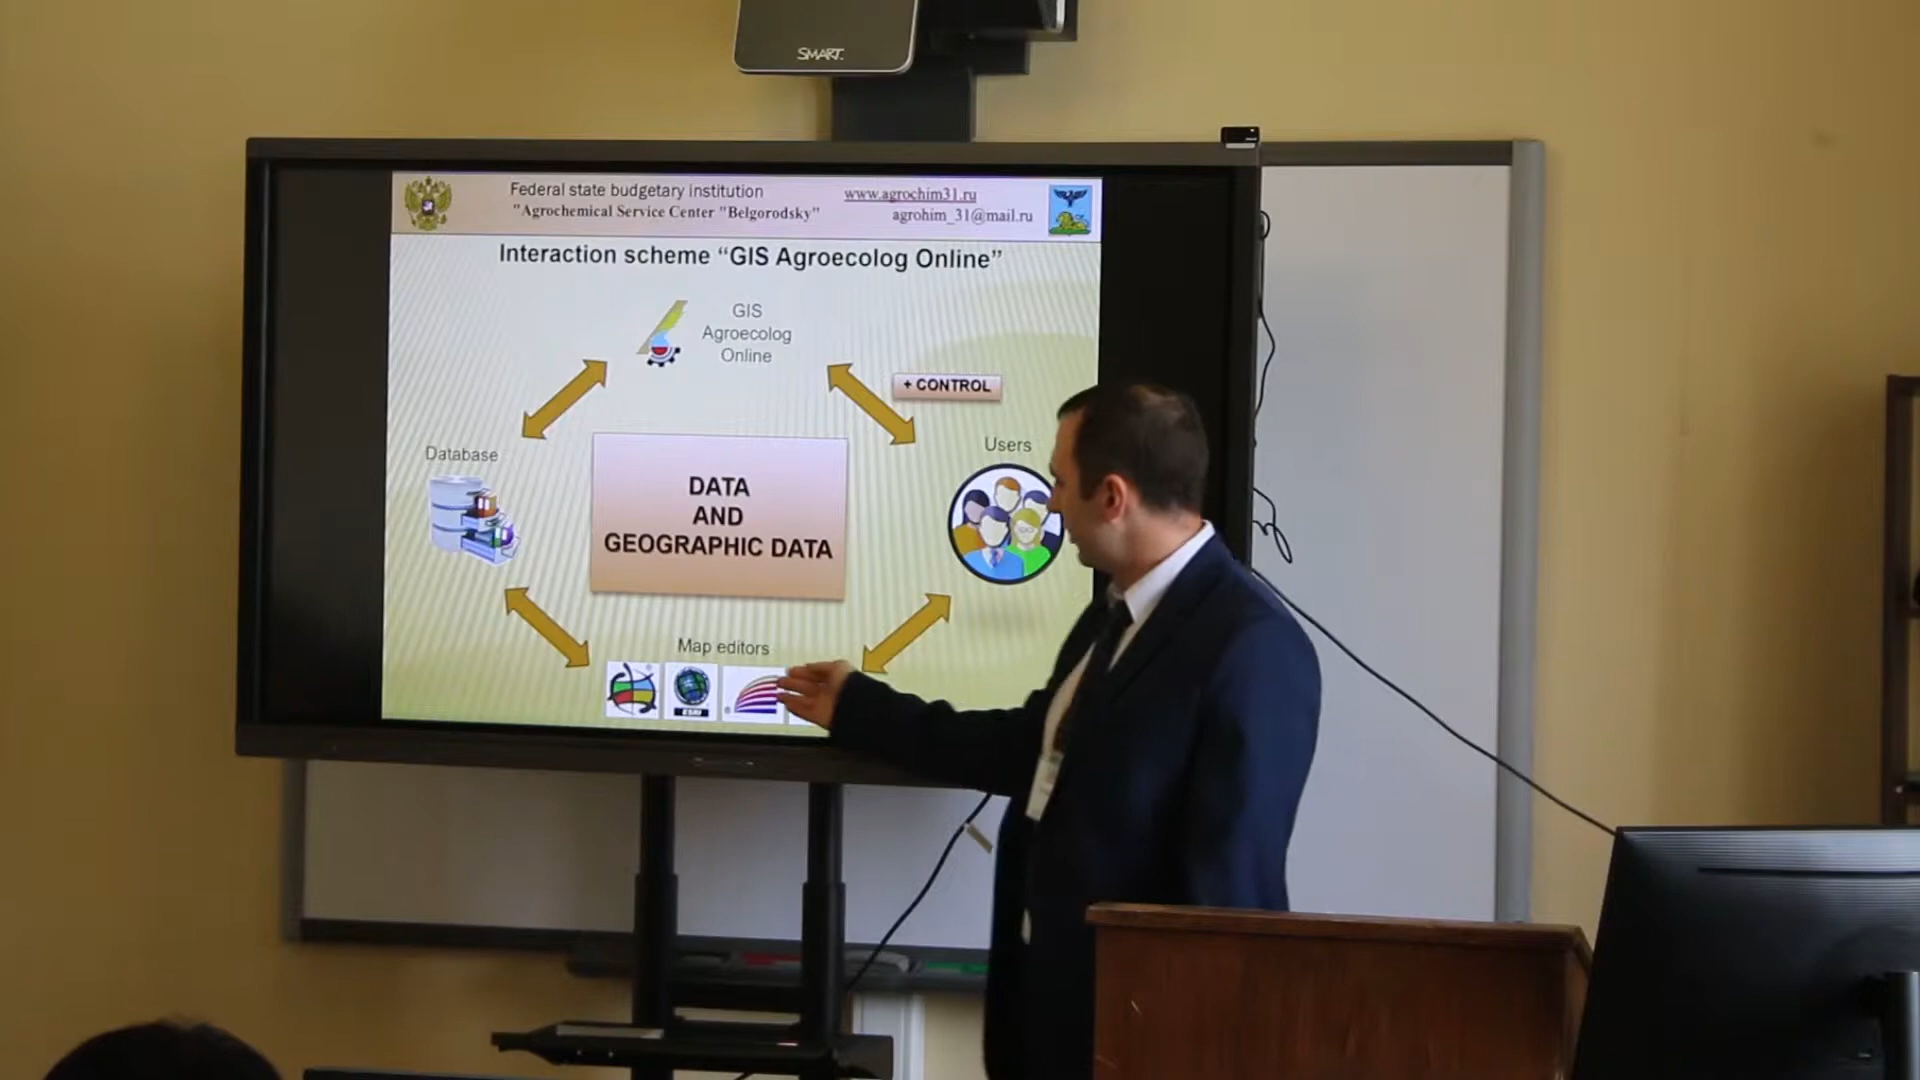 SMART
Federal state budgetary institution
www.agrochim31.ru
"Agrochemical Service Center "Belgorodsky"
agrohim_31@mail.ru
Interaction scheme “GIS Agroecolog Online”
GIS
Agroecolog
Online
+ CONTROL
Database
Users
DATA
AND
GEOGRAPHIC DATA
Map editors
ESRI